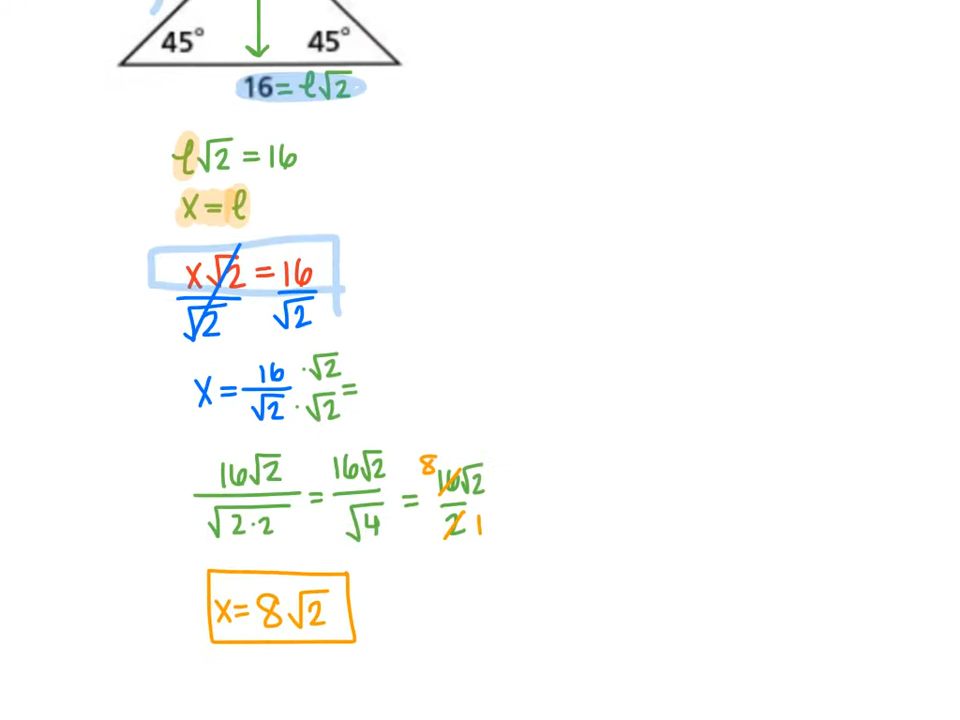 45° 45°
16 = ℓ√2
ℓ√2 = 16
x = ℓ
x√2 = 16
√2 √2
x = 16/√2 · √2/· √2 =
16√2/√(2·2) = 16√2/√4 = 8 16√2/2 1
x = 8√2